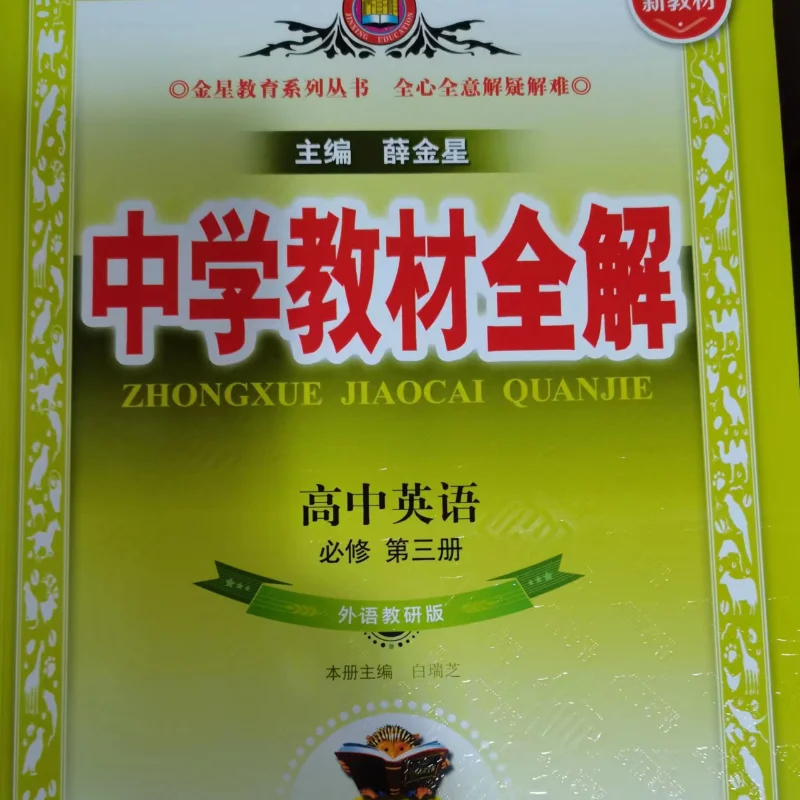 JINXING EDUCATION
新教材
◎金星教育系列丛书 全心全意解疑解难◎
主编 薛金星
中学教材全解
ZHONGXUE JIAOCAI QUANJIE
高中英语
必修 第三册
外语教研版
本册主编 白瑞芝